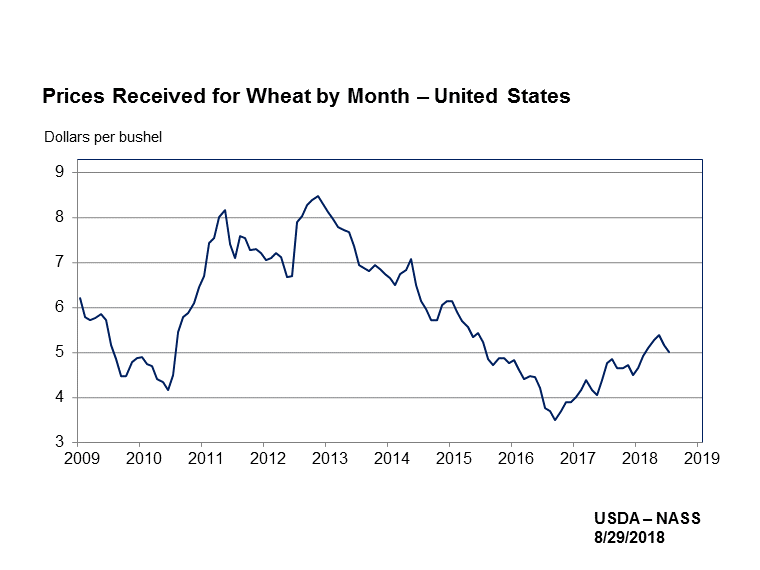 Prices Received for Wheat by Month – United States
Dollars per bushel
9
8
7
6
5
4
3
2009 2010 2011 2012 2013 2014 2015 2016 2017 2018 2019
USDA – NASS
8/29/2018